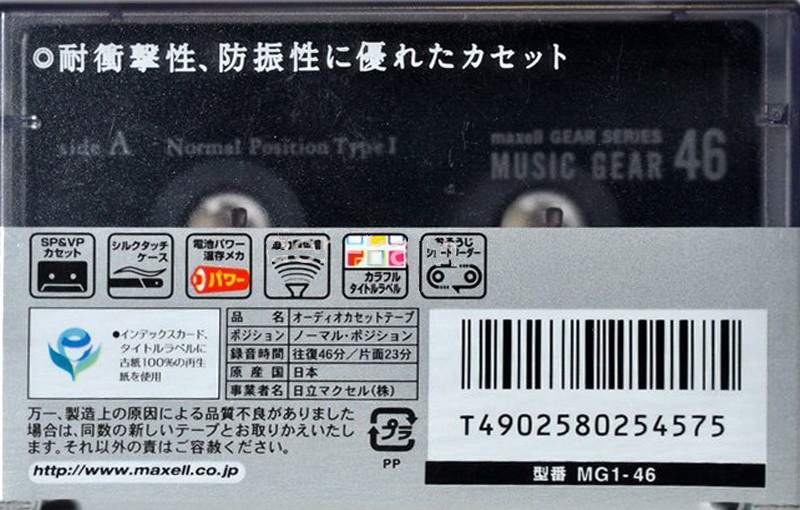 ◎耐衝撃性、防振性に優れたカセット
side A Normal Position Type I
maxell GEAR SERIES
MUSIC GEAR 46
SP&VP
カセット
シルクタッチ
ケース
電池パワー
温存メカ
パワー
カラフル
タイトルラベル
●インデックスカード、
タイトルラベルに
古紙100%の再生
紙を使用
品名 オーディオカセットテープ
ポジション ノーマル・ポジション
録音時間 往復46分/片面23分
原産国 日本
事業者名 日立マクセル(株)
万一、製造上の原因による品質不良がありました
場合は、同数の新しいテープとお取りかえいたし
ます。それ以外の責はご容赦ください。
http://www.maxell.co.jp
プラ
PP
T4902580254575
型番 MG1-46